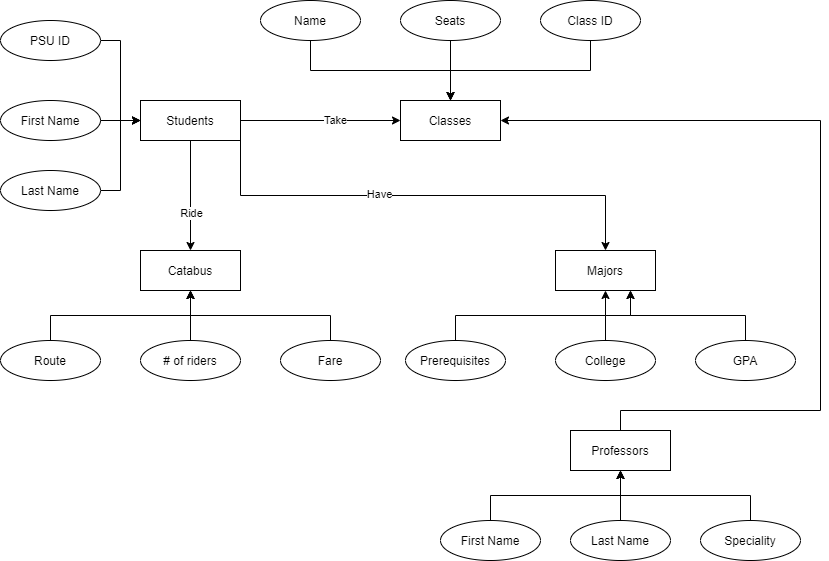 Name
Seats
Class ID
PSU ID
First Name
Students
Take
Classes
Last Name
Have
Ride
Catabus
Majors
Route
# of riders
Fare
Prerequisites
College
GPA
Professors
First Name
Last Name
Speciality